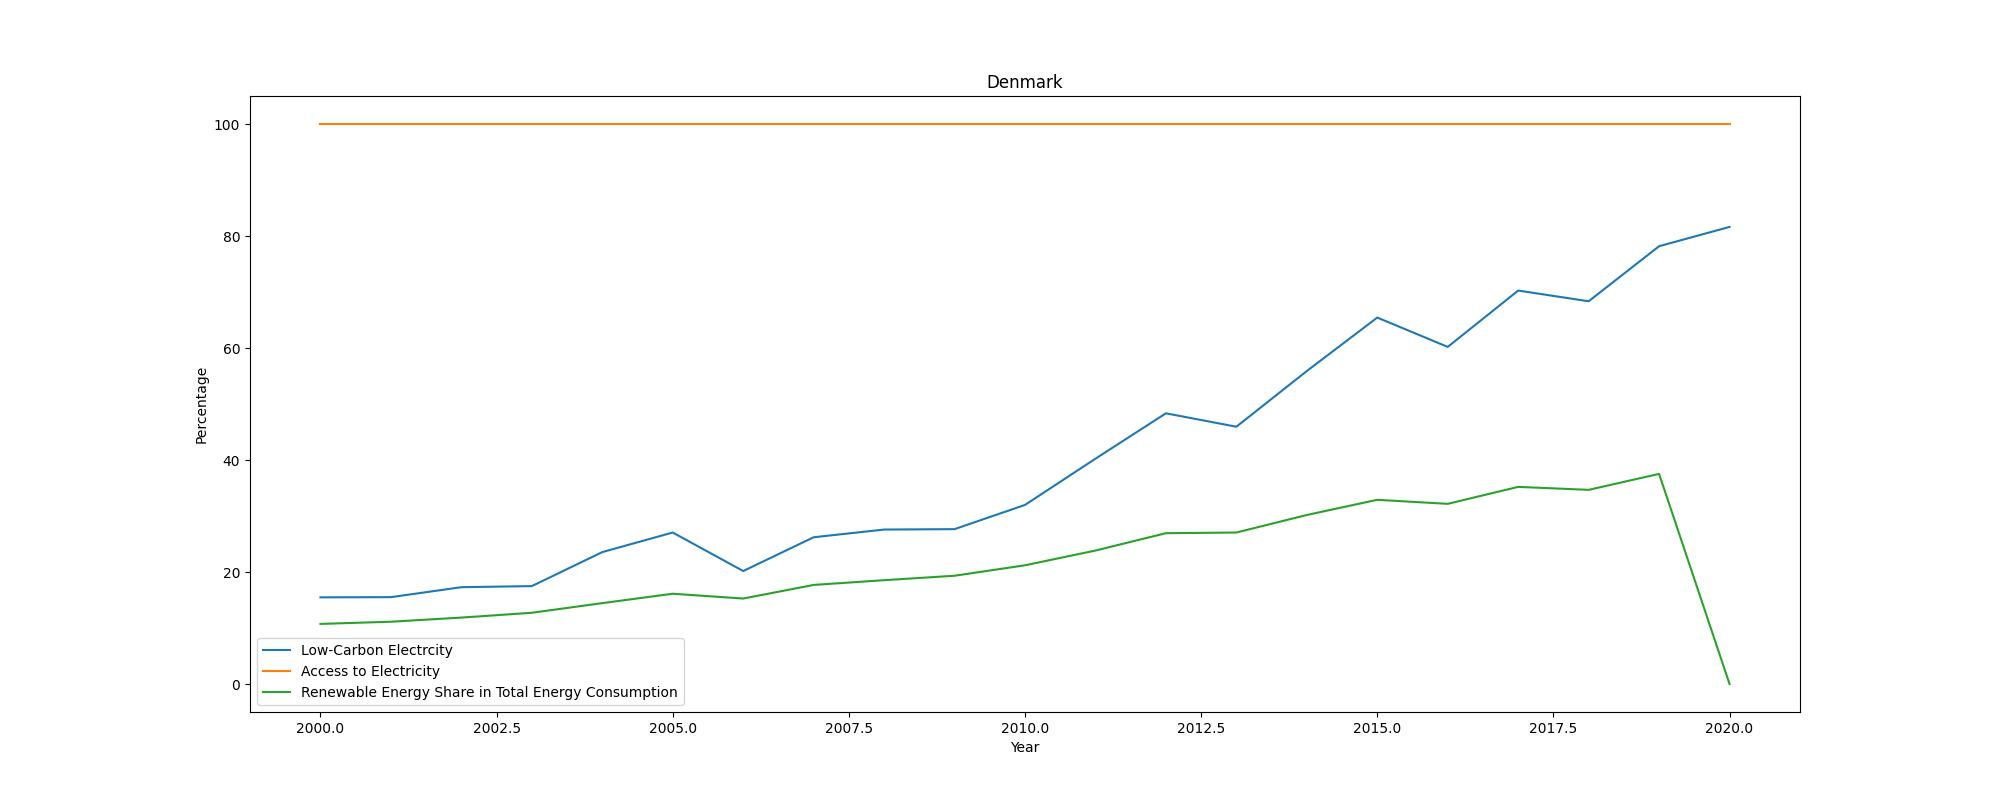 Denmark
100
80
60
40
20
0
Percentage
Low-Carbon Electrcity
Access to Electricity
Renewable Energy Share in Total Energy Consumption
2000.0 2002.5 2005.0 2007.5 2010.0 2012.5 2015.0 2017.5 2020.0
Year